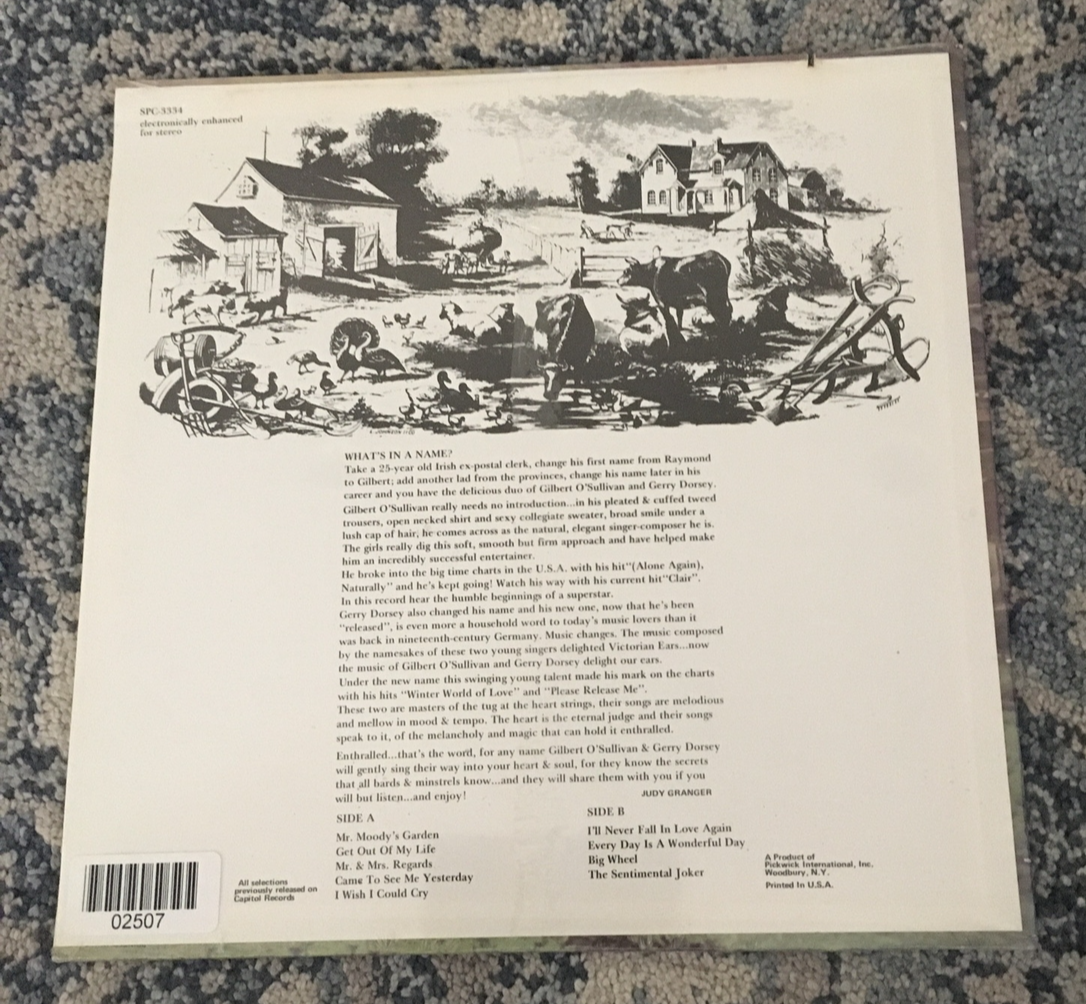 SPC-3334
electronically enhanced
for stereo
WHAT'S IN A NAME?
Take a 25-year old Irish ex-postal clerk, change his first name from Raymond
to Gilbert; add another lad from the provinces, change his name later in his
career and you have the delicious duo of Gilbert O'Sullivan and Gerry Dorsey.
Gilbert O'Sullivan really needs no introduction...in his pleated & cuffed tweed
trousers, open necked shirt and sexy collegiate sweater, broad smile under a
lush cap of hair, he comes across as the natural, elegant singer-composer he is.
The girls really dig this soft, smooth but firm approach and have helped make
him an incredibly successful entertainer.
He broke into the big time charts in the U.S.A. with his hit"(Alone Again),
Naturally" and he's kept going! Watch his way with his current hit"Clair".
In this record hear the humble beginnings of a superstar.
Gerry Dorsey also changed his name and his new one, now that he's been
"released", is even more a household word to today's music lovers than it
was back in nineteenth-century Germany. Music changes. The music composed
by the namesakes of these two young singers delighted Victorian Ears...now
the music of Gilbert O'Sullivan and Gerry Dorsey delight our ears.
Under the new name this swinging young talent made his mark on the charts
with his hits "Winter World of Love" and "Please Release Me".
These two are masters of the tug at the heart strings, their songs are melodious
and mellow in mood & tempo. The heart is the eternal judge and their songs
speak to it, of the melancholy and magic that can hold it enthralled.
Enthralled...that's the word, for any name Gilbert O'Sullivan & Gerry Dorsey
will gently sing their way into your heart & soul, for they know the secrets
that all bards & minstrels know...and they will share them with you if you
will but listen...and enjoy!
JUDY GRANGER
SIDE A
Mr. Moody's Garden
Get Out Of My Life
Mr. & Mrs. Regards
Came To See Me Yesterday
I Wish I Could Cry
SIDE B
I'll Never Fall In Love Again
Every Day Is A Wonderful Day
Big Wheel
The Sentimental Joker
All selections
previously released on
Capitol Records
A Product of
Pickwick International, Inc.
Woodbury, N.Y.
Printed In U.S.A.
02507